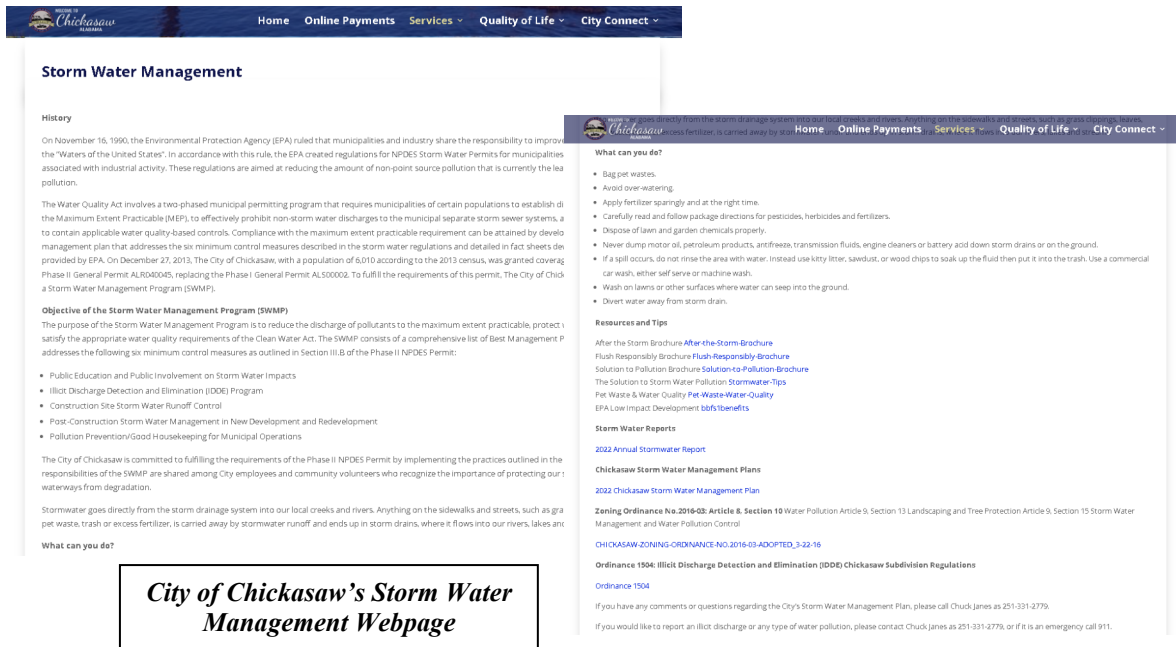 WELCOME TO
Chickasaw
ALABAMA
Home Online Payments Services Quality of Life City Connect
Storm Water Management
History
On November 16, 1990, the Environmental Protection Agency (EPA) ruled that municipalities and industry share the responsibility to improve
the "Waters of the United States". In accordance with this rule, the EPA created regulations for NPDES Storm Water Permits for municipalities
associated with industrial activity. These regulations are aimed at reducing the amount of non-point source pollution that is currently the lea
pollution.
The Water Quality Act involves a two-phased municipal permitting program that requires municipalities of certain populations to establish di
the Maximum Extent Practicable (MEP), to effectively prohibit non-storm water discharges to the municipal separate storm sewer systems, a
to contain applicable water quality-based controls. Compliance with the maximum extent practicable requirement can be attained by develo
management plan that addresses the six minimum control measures described in the storm water regulations and detailed in fact sheets dev
provided by EPA. On December 27, 2013, The City of Chickasaw, with a population of 6,010 according to the 2013 census, was granted coverag
Phase II General Permit ALR040045, replacing the Phase I General Permit ALS00002. To fulfill the requirements of this permit, The City of Chick
a Storm Water Management Program (SWMP).
Objective of the Storm Water Management Program (SWMP)
The purpose of the Storm Water Management Program is to reduce the discharge of pollutants to the maximum extent practicable, protect
satisfy the appropriate water quality requirements of the Clean Water Act. The SWMP consists of a comprehensive list of Best Management P
addresses the following six minimum control measures as outlined in Section III.B of the Phase II NPDES Permit:
• Public Education and Public Involvement on Storm Water Impacts
• Illicit Discharge Detection and Elimination (IDDE) Program
• Construction Site Storm Water Runoff Control
• Post-Construction Storm Water Management in New Development and Redevelopment
• Pollution Prevention/Good Housekeeping for Municipal Operations
The City of Chickasaw is committed to fulfilling the requirements of the Phase II NPDES Permit by implementing the practices outlined in the
responsibilities of the SWMP are shared among City employees and community volunteers who recognize the importance of protecting our
waterways from degradation.
Stormwater goes directly from the storm drainage system into our local creeks and rivers. Anything on the sidewalks and streets, such as gra
pet waste, trash or excess fertilizer, is carried away by stormwater runoff and ends up in storm drains, where it flows into our rivers, lakes and
What can you do?
City of Chickasaw's Storm Water
Management Webpage
WELCOME TO
Chickasaw
ALABAMA
Home Online Payments Services Quality of Life City Connect
er goes directly from the storm drainage system into our local creeks and rivers. Anything on the sidewalks and streets, such as grass clippings, leaves,
What can you do?
• Bag pet wastes.
• Avoid over-watering.
• Apply fertilizer sparingly and at the right time.
• Carefully read and follow package directions for pesticides, herbicides and fertilizers.
• Dispose of lawn and garden chemicals properly.
• Never dump motor oil, petroleum products, antifreeze, transmission fluids, engine cleaners or battery acid down storm drains or on the ground.
• If a spill occurs, do not rinse the area with water. Instead use kitty litter, sawdust, or wood chips to soak up the fluid then put it into the trash. Use a commercial
car wash, either self serve or machine wash.
• Wash on lawns or other surfaces where water can seep into the ground.
• Divert water away from storm drain.
Resources and Tips
After the Storm Brochure After-the-Storm-Brochure
Flush Responsibly Brochure Flush-Responsibly-Brochure
Solution to Pollution Brochure Solution-to-Pollution-Brochure
The Solution to Storm Water Pollution Stormwater-Tips
Pet Waste & Water Quality Pet-Waste-Water-Quality
EPA Low Impact Development bbfs1benefits
Storm Water Reports
2022 Annual Stormwater Report
Chickasaw Storm Water Management Plans
2022 Chickasaw Storm Water Management Plan
Zoning Ordinance No.2016-03: Article 8, Section 10 Water Pollution Article 9, Section 13 Landscaping and Tree Protection Article 9, Section 15 Storm Water
Management and Water Pollution Control
CHICKASAW-ZONING-ORDINANCE-NO.2016-03-ADOPTED_3-22-16
Ordinance 1504: Illicit Discharge Detection and Elimination (IDDE) Chickasaw Subdivision Regulations
Ordinance 1504
If you have any comments or questions regarding the City's Storm Water Management Plan, please call Chuck Janes as 251-331-2779.
If you would like to report an illicit discharge or any type of water pollution, please contact Chuck Janes as 251-331-2779, or if it is an emergency call 911.